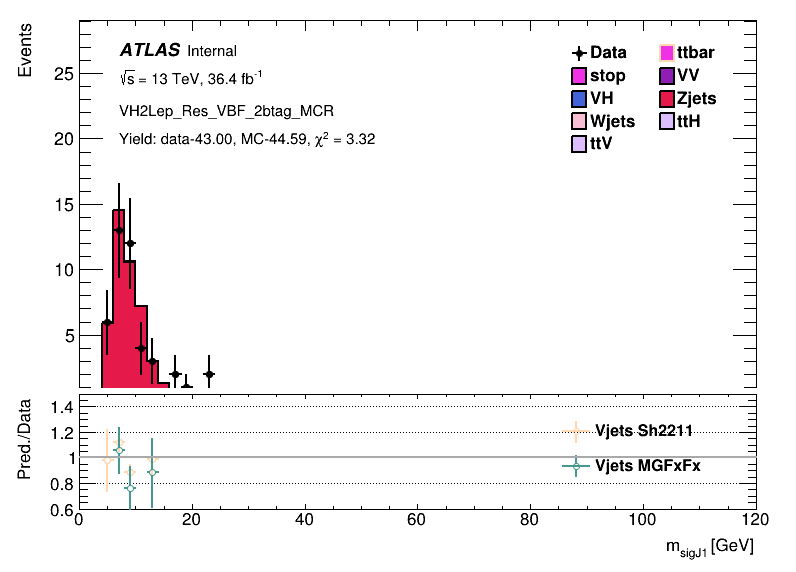 Events
ATLAS Internal
√s = 13 TeV, 36.4 fb⁻¹
VH2Lep_Res_VBF_2btag_MCR
Yield: data-43.00, MC-44.59, χ² = 3.32
Data
ttbar
stop
VV
VH
Zjets
Wjets
ttH
ttV
25
20
15
10
5
Pred./Data
1.4
1.2
1
0.8
0.6
Vjets Sh2211
Vjets MGFxFx
0 20 40 60 80 100 120
m_sigJ1 [GeV]